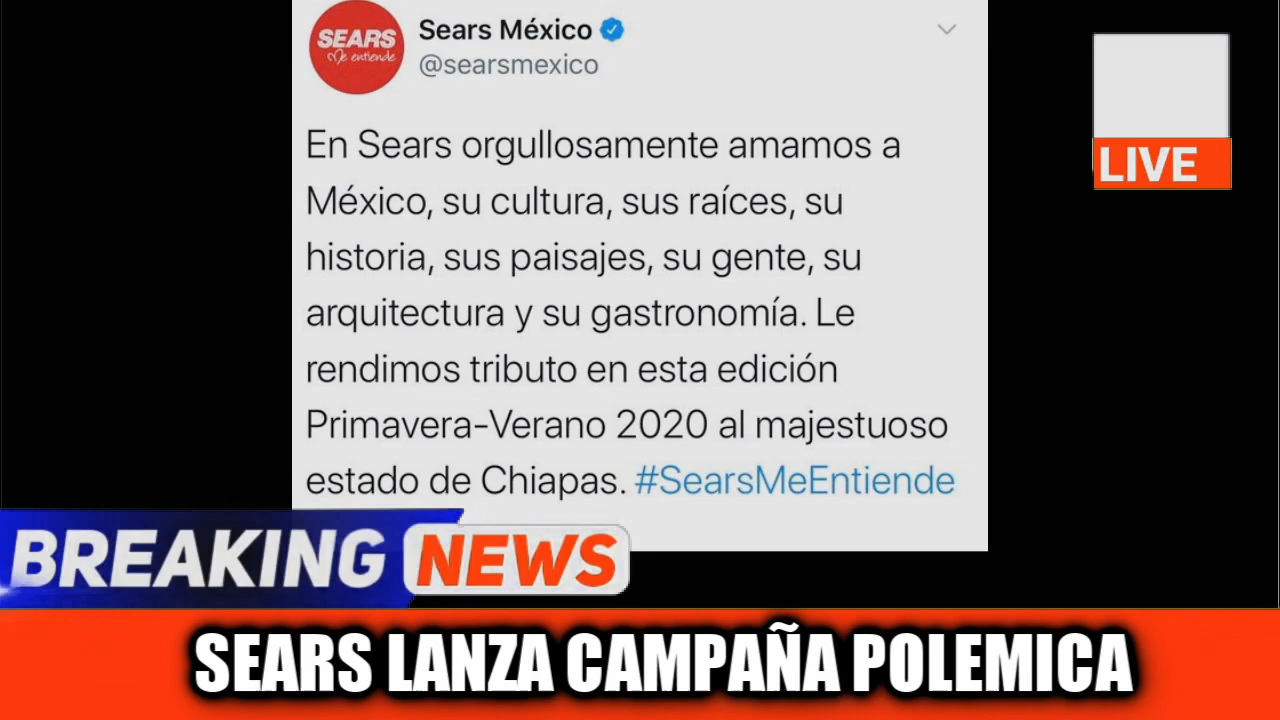 SEARS
Me entiende
Sears México
@searsmexico
En Sears orgullosamente amamos a
México, su cultura, sus raíces, su
historia, sus paisajes, su gente, su
arquitectura y su gastronomía. Le
rendimos tributo en esta edición
Primavera-Verano 2020 al majestuoso
estado de Chiapas. #SearsMeEntiende
LIVE
BREAKING NEWS
SEARS LANZA CAMPAÑA POLEMICA